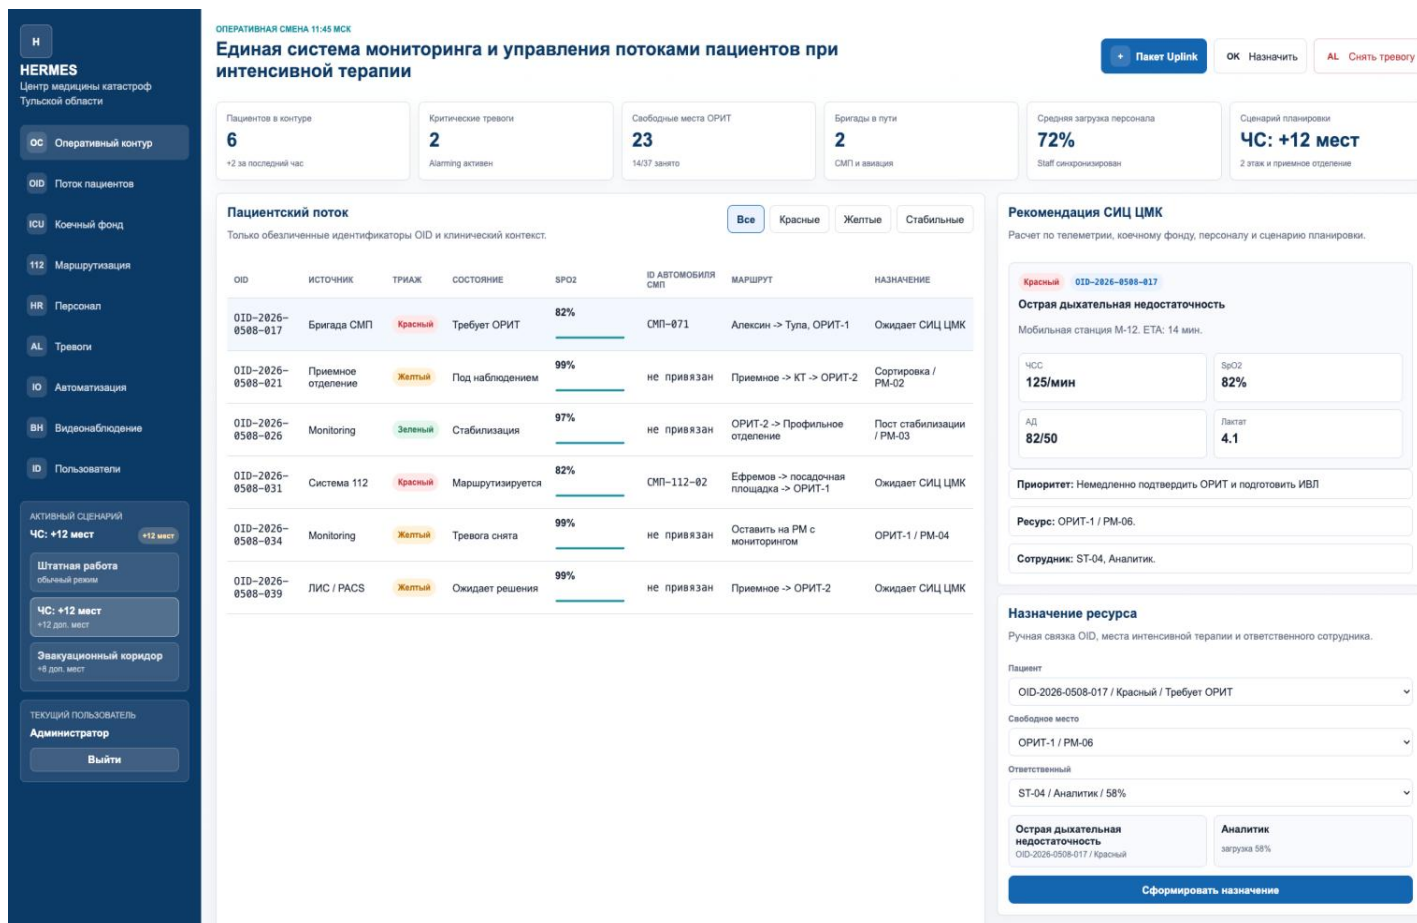 H
HERMES
Центр медицины катастроф
Тульской области
OC Оперативный контур
OID Поток пациентов
ICU Коечный фонд
112 Маршрутизация
HR Персонал
AL Тревоги
IO Автоматизация
BH Видеонаблюдение
ID Пользователи
АКТИВНЫЙ СЦЕНАРИЙ
ЧС: +12 мест +12 мест
Штатная работа
обычный режим
ЧС: +12 мест
+12 доп. мест
Эвакуационный коридор
+8 доп. мест
ТЕКУЩИЙ ПОЛЬЗОВАТЕЛЬ
Администратор
Выйти
ОПЕРАТИВНАЯ СМЕНА 11:45 МСК
Единая система мониторинга и управления потоками пациентов при
интенсивной терапии
+ Пакет Uplink
OK Назначить
AL Снять тревогу
Пациентов в контуре
6
+2 за последний час
Критические тревоги
2
Alarming активен
Свободные места ОРИТ
23
14/37 занято
Бригады в пути
2
СМП и авиация
Средняя загрузка персонала
72%
Staff синхронизирован
Сценарий планировки
ЧС: +12 мест
2 этаж и приемное отделение
Пациентский поток
Только обезличенные идентификаторы OID и клинический контекст.
Все Красные Желтые Стабильные
OID ИСТОЧНИК ТРИАЖ СОСТОЯНИЕ SPO2 ID АВТОМОБИЛЯ СМП МАРШРУТ НАЗНАЧЕНИЕ
OID-2026-0508-017 Бригада СМП Красный Требует ОРИТ 82% СМП-071 Алексин -> Тула, ОРИТ-1 Ожидает СИЦ ЦМК
OID-2026-0508-021 Приемное отделение Желтый Под наблюдением 99% не привязан Приемное -> КТ -> ОРИТ-2 Сортировка / РМ-02
OID-2026-0508-026 Monitoring Зеленый Стабилизация 97% не привязан ОРИТ-2 -> Профильное отделение Пост стабилизации / РМ-03
OID-2026-0508-031 Система 112 Красный Маршрутизируется 82% СМП-112-02 Ефремов -> посадочная площадка -> ОРИТ-1 Ожидает СИЦ ЦМК
OID-2026-0508-034 Monitoring Желтый Тревога снята 99% не привязан Оставить на РМ с мониторингом ОРИТ-1 / РМ-04
OID-2026-0508-039 ЛИС / PACS Желтый Ожидает решения 99% не привязан Приемное -> ОРИТ-2 Ожидает СИЦ ЦМК
Рекомендация СИЦ ЦМК
Расчет по телеметрии, коечному фонду, персоналу и сценарию планировки.
Красный OID-2026-0508-017
Острая дыхательная недостаточность
Мобильная станция М-12. ETA: 14 мин.
ЧСС
125/мин
SpO2
82%
АД
82/50
Лактат
4.1
Приоритет: Немедленно подтвердить ОРИТ и подготовить ИВЛ
Ресурс: ОРИТ-1 / РМ-06.
Сотрудник: ST-04, Аналитик.
Назначение ресурса
Ручная связка OID, места интенсивной терапии и ответственного сотрудника.
Пациент
OID-2026-0508-017 / Красный / Требует ОРИТ
Свободное место
ОРИТ-1 / РМ-06
Ответственный
ST-04 / Аналитик / 58%
Острая дыхательная
недостаточность
OID-2026-0508-017 / Красный
Аналитик
загрузка 58%
Сформировать назначение